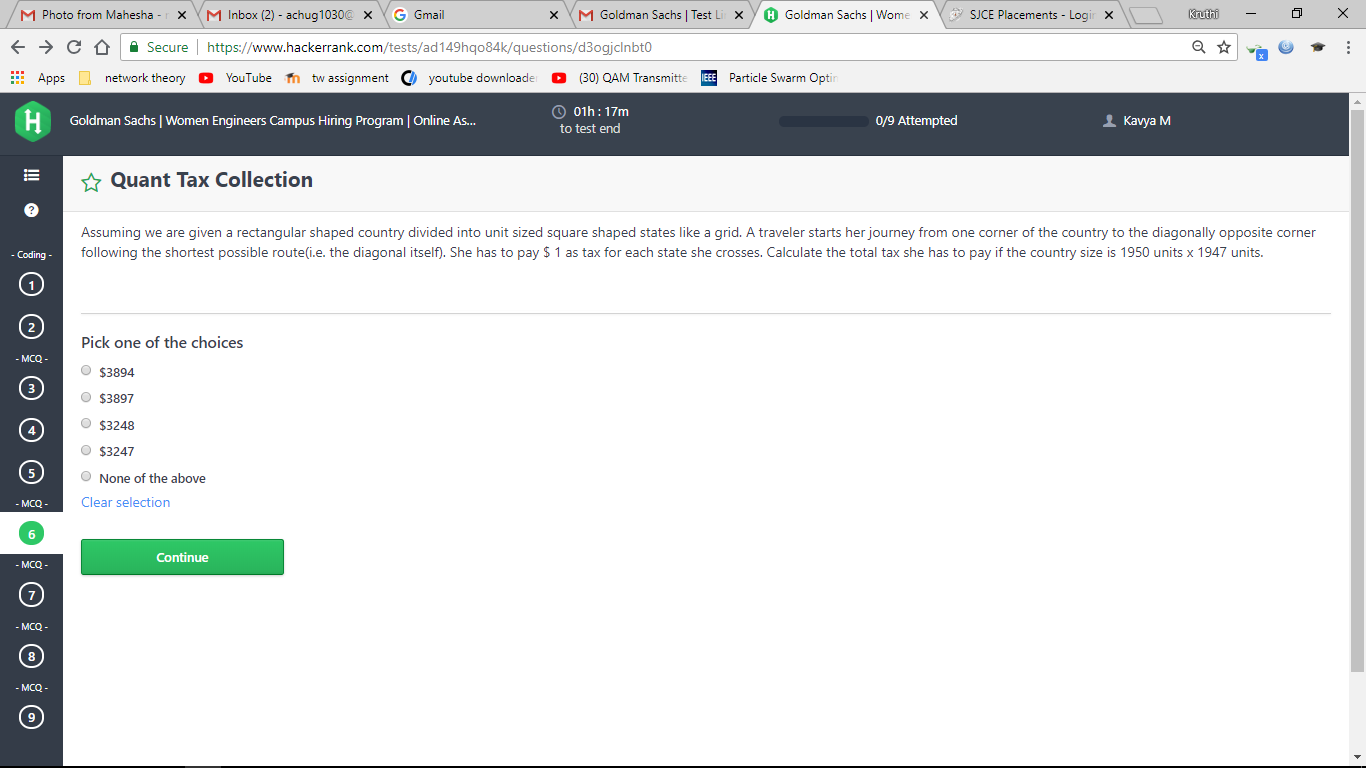 Photo from Mahesha -
Inbox (2) - achug1030@
Gmail
Goldman Sachs | Test Li
Goldman Sachs | Wome
SJCE Placements - Login
Kruthi
Secure
https://www.hackerrank.com/tests/ad149hqo84k/questions/d3ogjclnbt0
Apps
network theory
YouTube
tw assignment
youtube downloade
(30) QAM Transmitte
IEEE
Particle Swarm Optim
Goldman Sachs | Women Engineers Campus Hiring Program | Online As...
01h : 17m
to test end
0/9 Attempted
Kavya M
Quant Tax Collection
Assuming we are given a rectangular shaped country divided into unit sized square shaped states like a grid. A traveler starts her journey from one corner of the country to the diagonally opposite corner
following the shortest possible route(i.e. the diagonal itself). She has to pay $ 1 as tax for each state she crosses. Calculate the total tax she has to pay if the country size is 1950 units x 1947 units.
Pick one of the choices
$3894
$3897
$3248
$3247
None of the above
Clear selection
Continue
?
- Coding -
1
2
- MCQ -
3
4
5
- MCQ -
6
- MCQ -
7
- MCQ -
8
- MCQ -
9